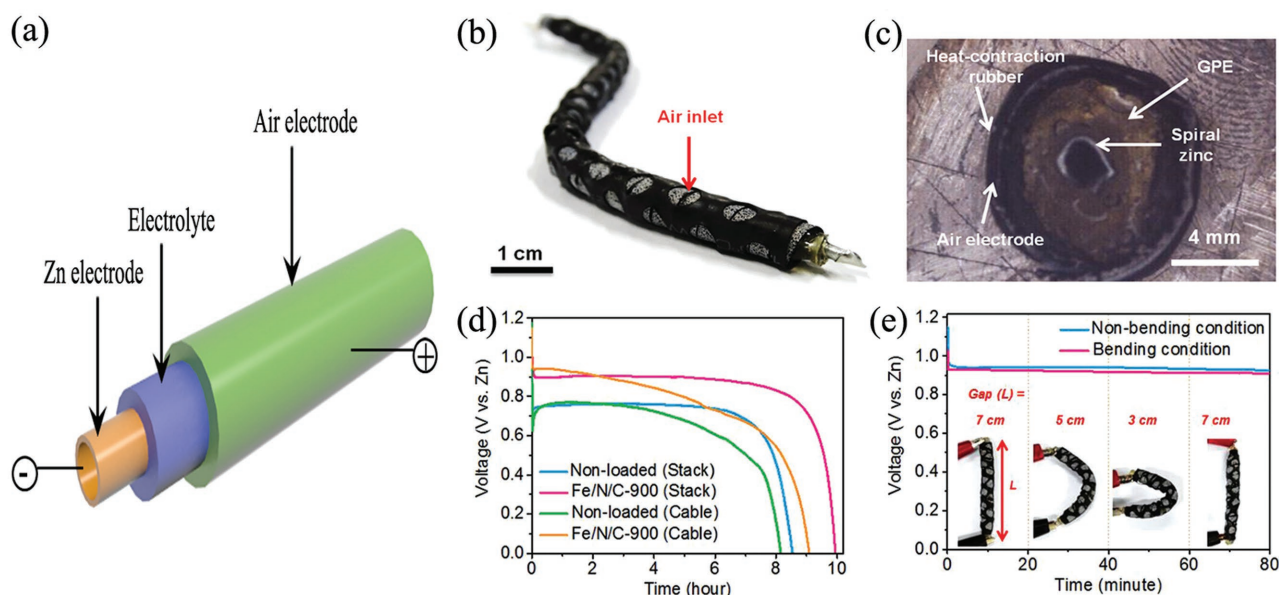 (a)
Air electrode
Electrolyte
Zn electrode
+
-
(b)
Air inlet
1 cm
(c)
Heat-contraction
rubber
GPE
Spiral
zinc
Air electrode
4 mm
(d)
1.2
1.0
0.8
0.6
0.4
0.2
0.0
Voltage (V vs. Zn)
Non-loaded (Stack)
Fe/N/C-900 (Stack)
Non-loaded (Cable)
Fe/N/C-900 (Cable)
0 2 4 6 8 10
Time (hour)
(e)
1.2
1.0
0.8
0.6
0.4
0.2
0.0
Voltage (V vs. Zn)
Non-bending condition
Bending condition
Gap (L) =
7 cm 5 cm 3 cm 7 cm
L
0 20 40 60 80
Time (minute)